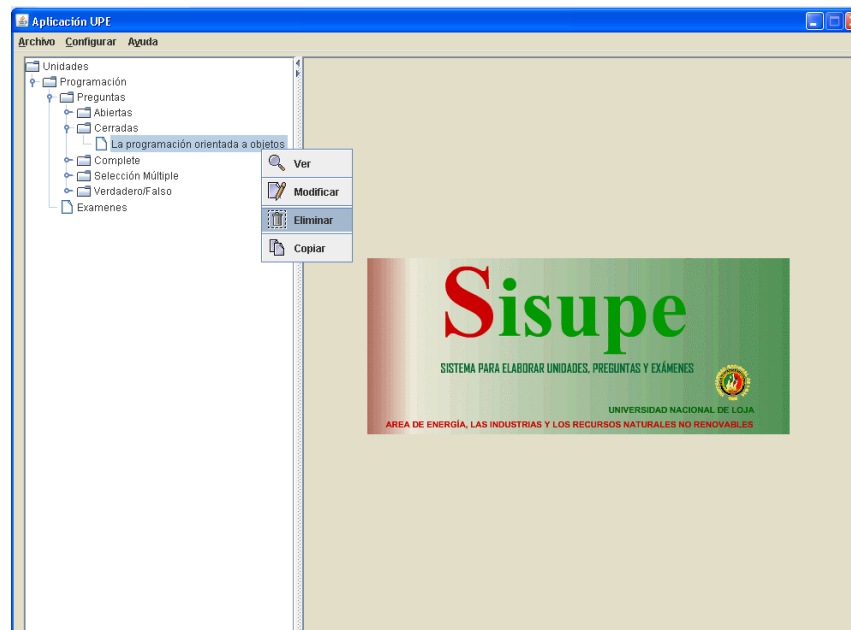 Aplicación UPE
Archivo Configurar Ayuda
Unidades
Programación
Preguntas
Abiertas
Cerradas
La programación orientada a objetos
Complete
Selección Múltiple
Verdadero/Falso
Examenes
Ver
Modificar
Eliminar
Copiar
Sisupe
SISTEMA PARA ELABORAR UNIDADES, PREGUNTAS Y EXÁMENES
UNIVERSIDAD NACIONAL DE LOJA
AREA DE ENERGÍA, LAS INDUSTRIAS Y LOS RECURSOS NATURALES NO RENOVABLES